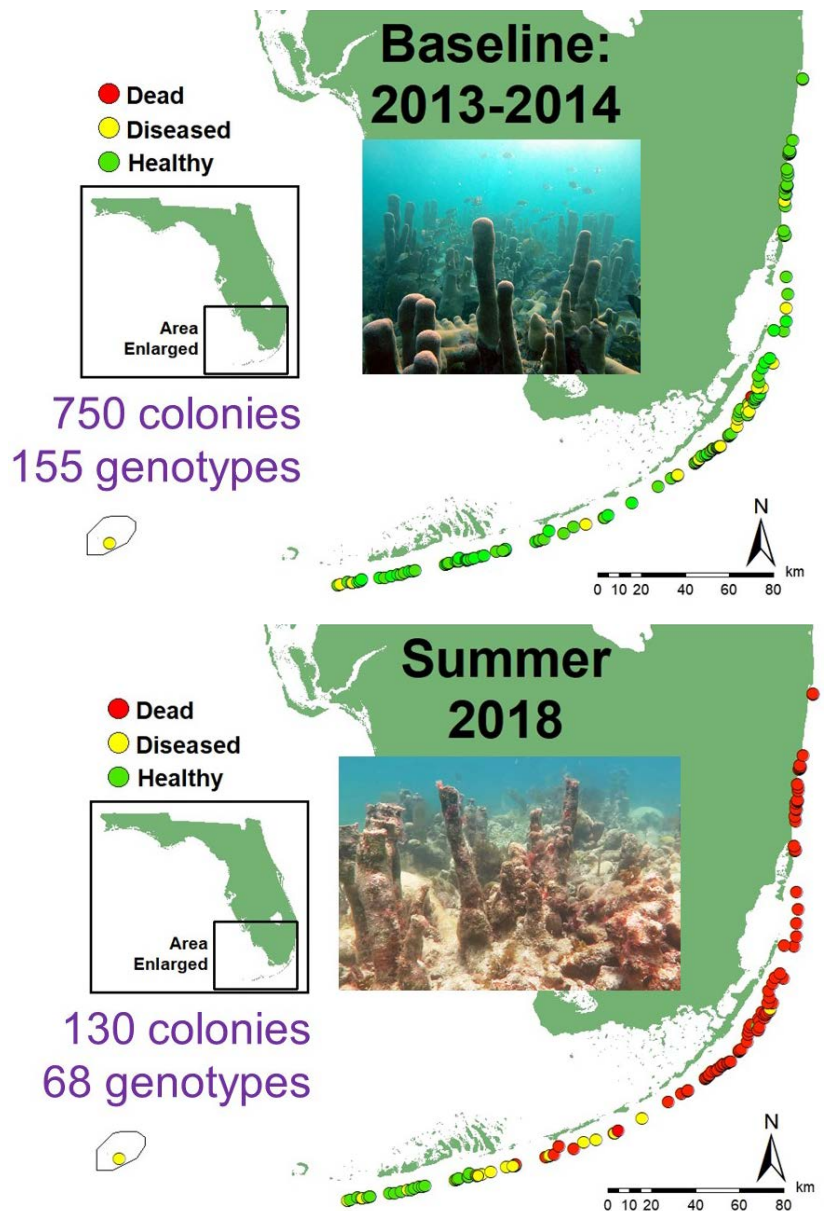 Baseline:
2013-2014
Dead
Diseased
Healthy
Area
Enlarged
750 colonies
155 genotypes
N
km
0 10 20 40 60 80
Summer
2018
Dead
Diseased
Healthy
Area
Enlarged
130 colonies
68 genotypes
N
km
0 10 20 40 60 80